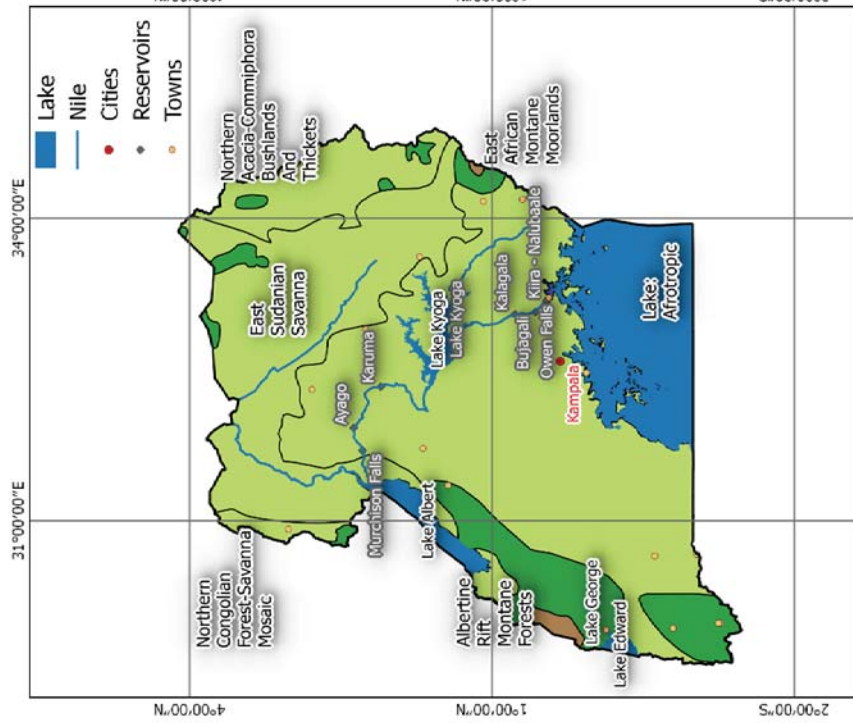 34°00'00"E
31°00'00"E
Lake
Nile
Cities
Reservoirs
Towns
Northern
Acacia-Commiphora
Bushlands
And
Thickets
East
Sudanian
Savanna
East
African
Montane
Moorlands
Ayago
Karuma
Murchison Falls
Lake Kyoga
Lake Kyoga
Kalagala
Kiira - Nalubaale
Bujagali
Owen Falls
Kampala
Lake:
Afrotropic
Northern
Congolian
Forest-Savanna
Mosaic
Lake Albert
Albertine
Rift
Montane
Forests
Lake George
Lake Edward
4°00'00"N
1°00'00"N
2°00'00"S